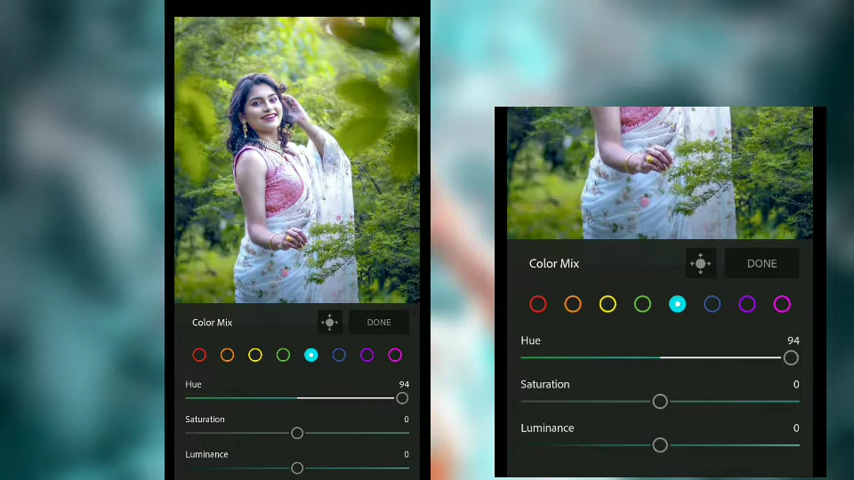 Color Mix
DONE
Hue
94
Saturation
0
Luminance
0
Color Mix
DONE
Hue
94
Saturation
0
Luminance
0